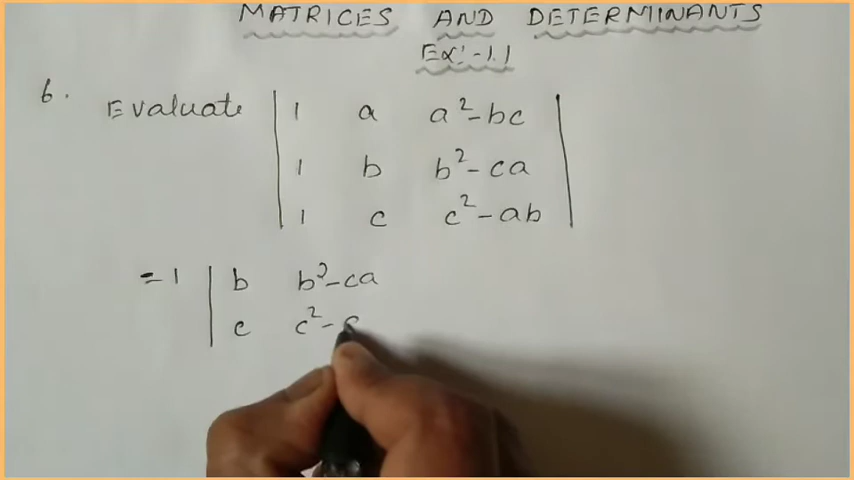 MATRICES AND DETERMINANTS
Ex:-1.1
6. Evaluate | 1 a a²-bc |
| 1 b b²-ca |
| 1 c c²-ab |
= 1 | b b²-ca
| c c²-